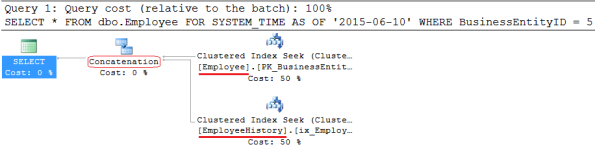 Query 1: Query cost (relative to the batch): 100%
SELECT * FROM dbo.Employee FOR SYSTEM_TIME AS OF '2015-06-10' WHERE BusinessEntityID = 5
SELECT
Cost: 0 %
Concatenation
Cost: 0 %
Clustered Index Seek (Cluste…
[Employee].[PK_BusinessEntit…
Cost: 50 %
Clustered Index Seek (Cluste…
[EmployeeHistory].[ix_Employ…
Cost: 50 %